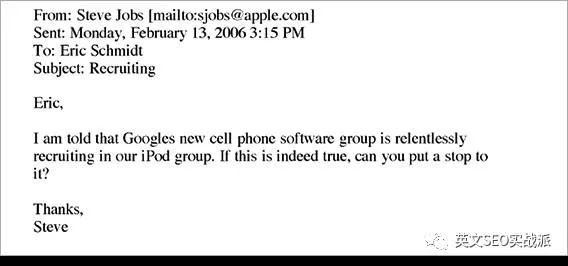 From: Steve Jobs [mailto:sjobs@apple.com]
Sent: Monday, February 13, 2006 3:15 PM
To: Eric Schmidt
Subject: Recruiting
Eric,
I am told that Googles new cell phone software group is relentlessly
recruiting in our iPod group. If this is indeed true, can you put a stop to
it?
Thanks,
Steve
英文SEO实战派